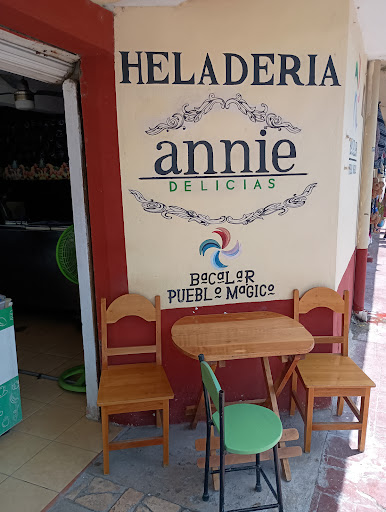 HELADERIA
annie
DELICIAS
BacaLaR
PUEBLO MaGICO